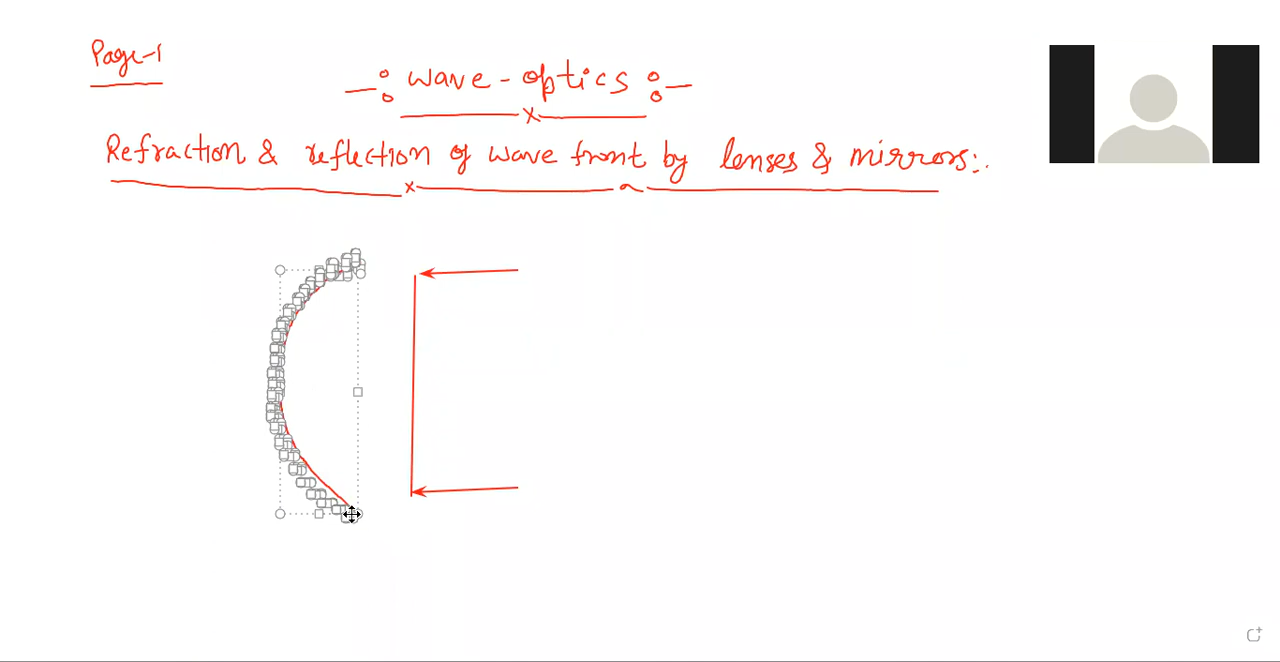 Page-1
—: wave-optics :—
Refraction & reflection of wave front by lenses & mirrors:.